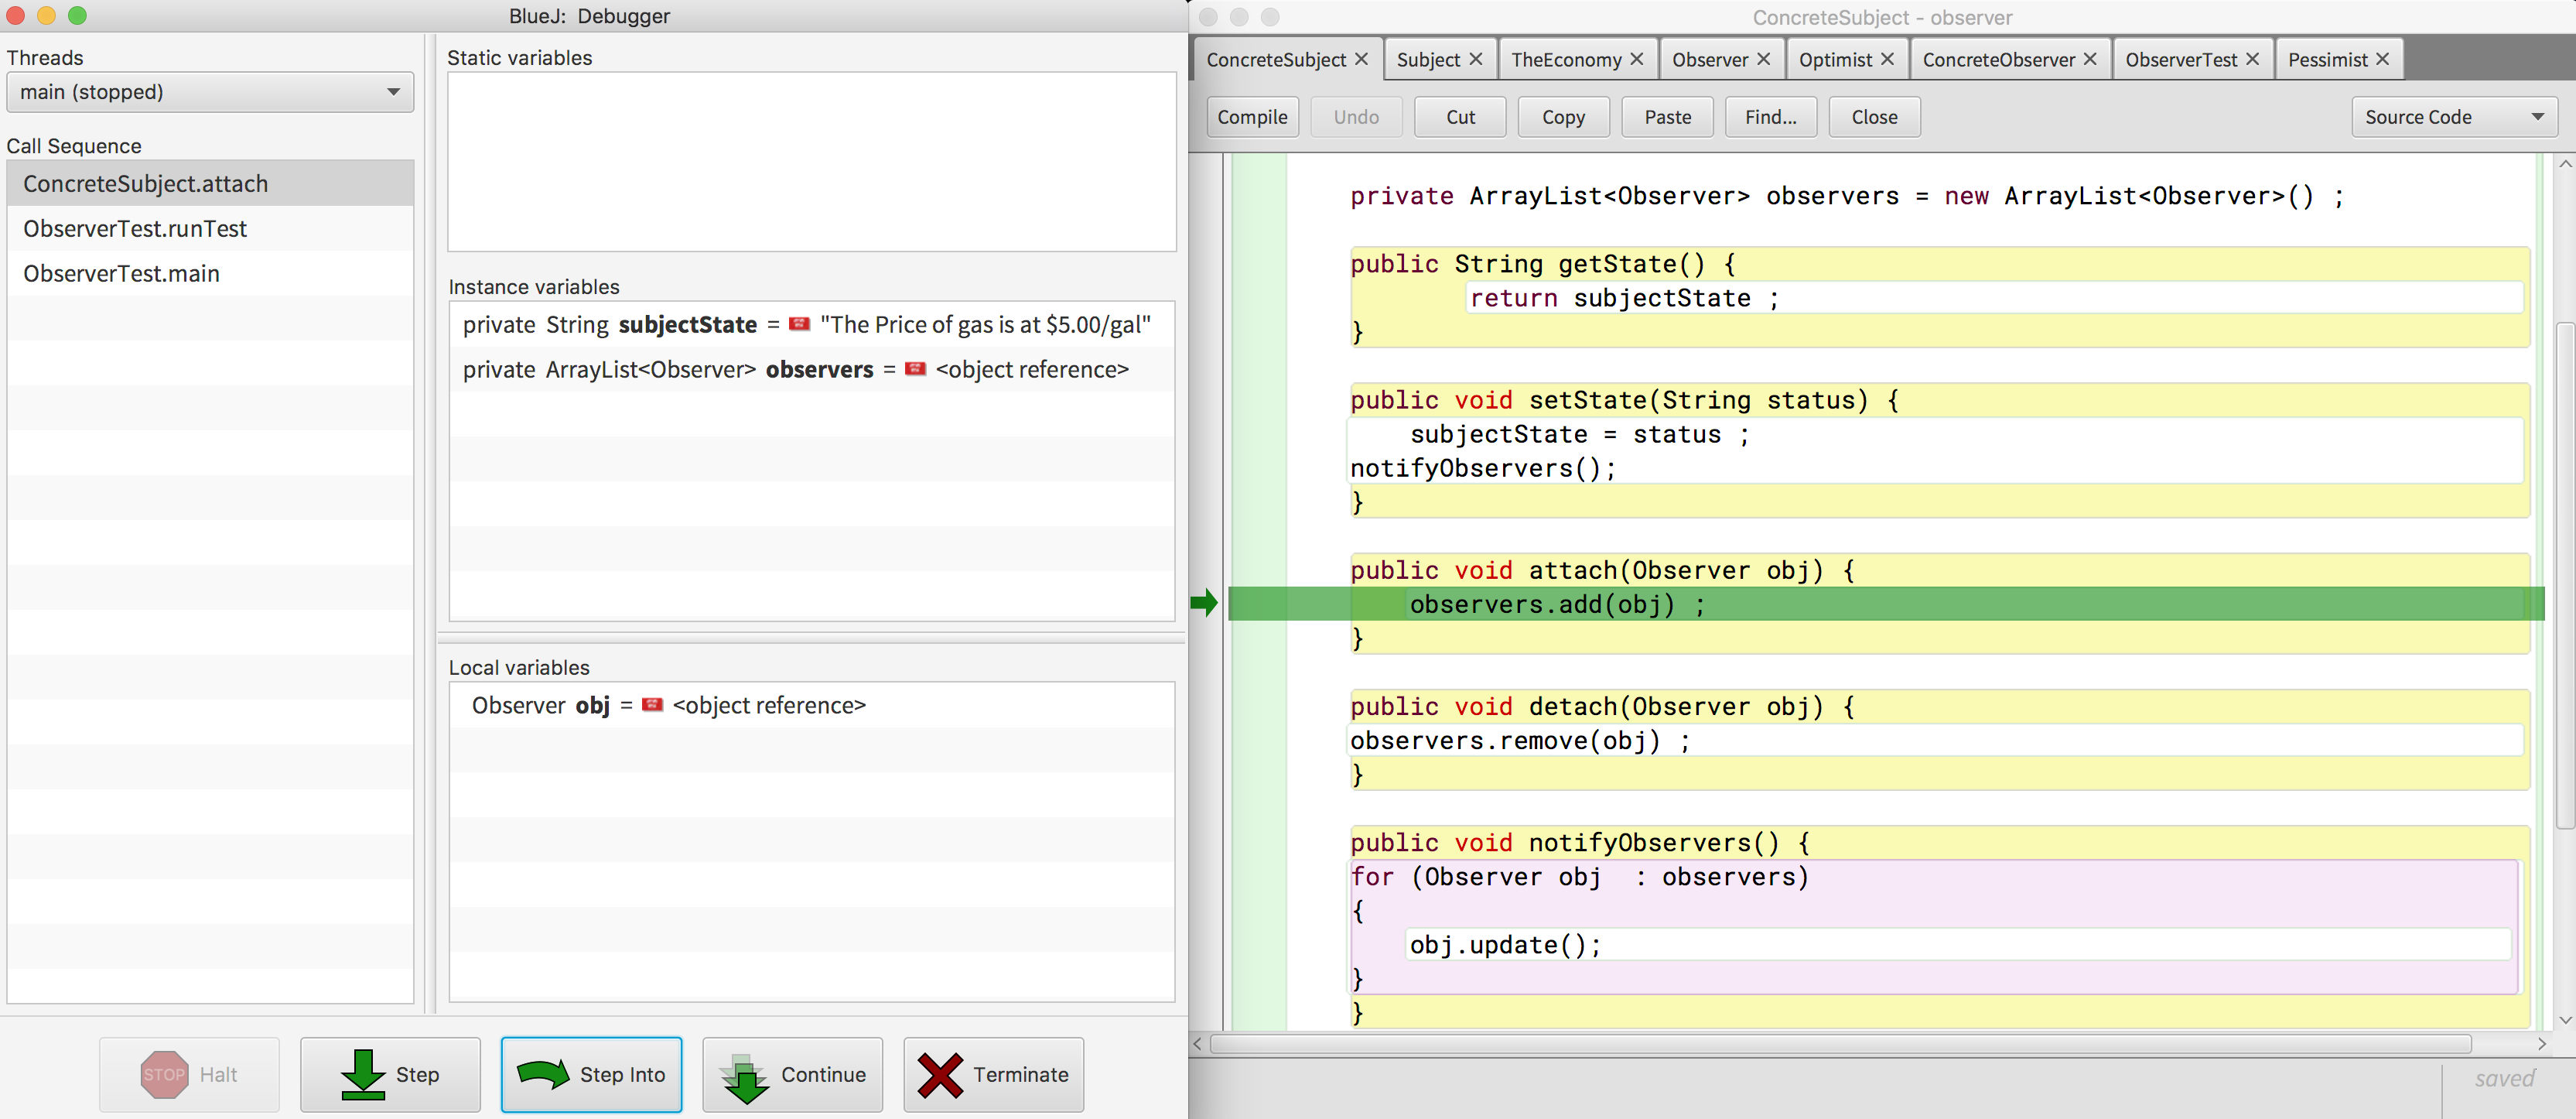 BlueJ: Debugger
Threads
main (stopped)
Call Sequence
ConcreteSubject.attach
ObserverTest.runTest
ObserverTest.main
Static variables
Instance variables
private String subjectState = "The Price of gas is at $5.00/gal"
private ArrayList<Observer> observers = <object reference>
Local variables
Observer obj = <object reference>
STOP Halt
Step
Step Into
Continue
Terminate
ConcreteSubject - observer
ConcreteSubject Subject TheEconomy Observer Optimist ConcreteObserver ObserverTest Pessimist
Compile Undo Cut Copy Paste Find... Close Source Code
private ArrayList<Observer> observers = new ArrayList<Observer>() ;
public String getState() {
return subjectState ;
}
public void setState(String status) {
subjectState = status ;
notifyObservers();
}
public void attach(Observer obj) {
observers.add(obj) ;
}
public void detach(Observer obj) {
observers.remove(obj) ;
}
public void notifyObservers() {
for (Observer obj  : observers)
{
obj.update();
}
}
saved